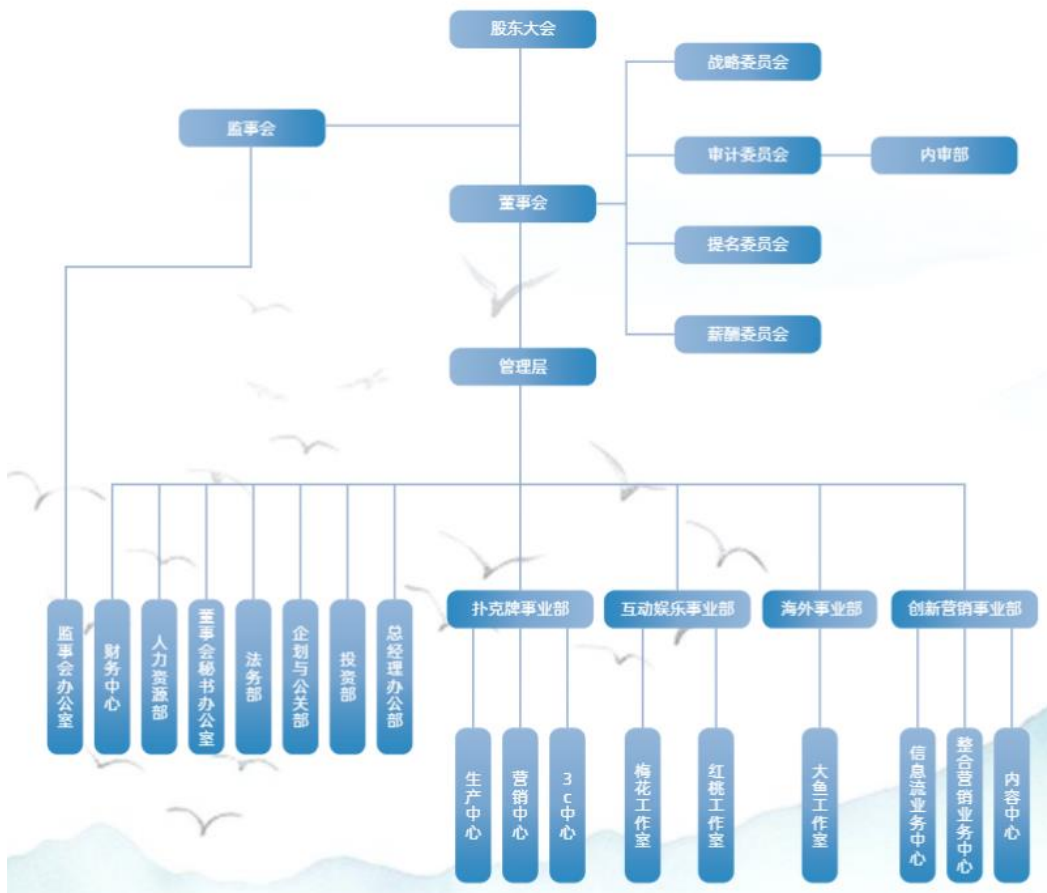 股东大会
战略委员会
监事会
审计委员会
内审部
董事会
提名委员会
薪酬委员会
管理层
扑克牌事业部
互动娱乐事业部
海外事业部
创新营销事业部
监事会办公室
财务中心
人力资源部
董事会秘书办公室
法务部
企划与公关部
投资部
总经理办公部
生产中心
营销中心
3c中心
梅花工作室
红桃工作室
大鱼工作室
信息流业务中心
整合营销业务中心
内容中心